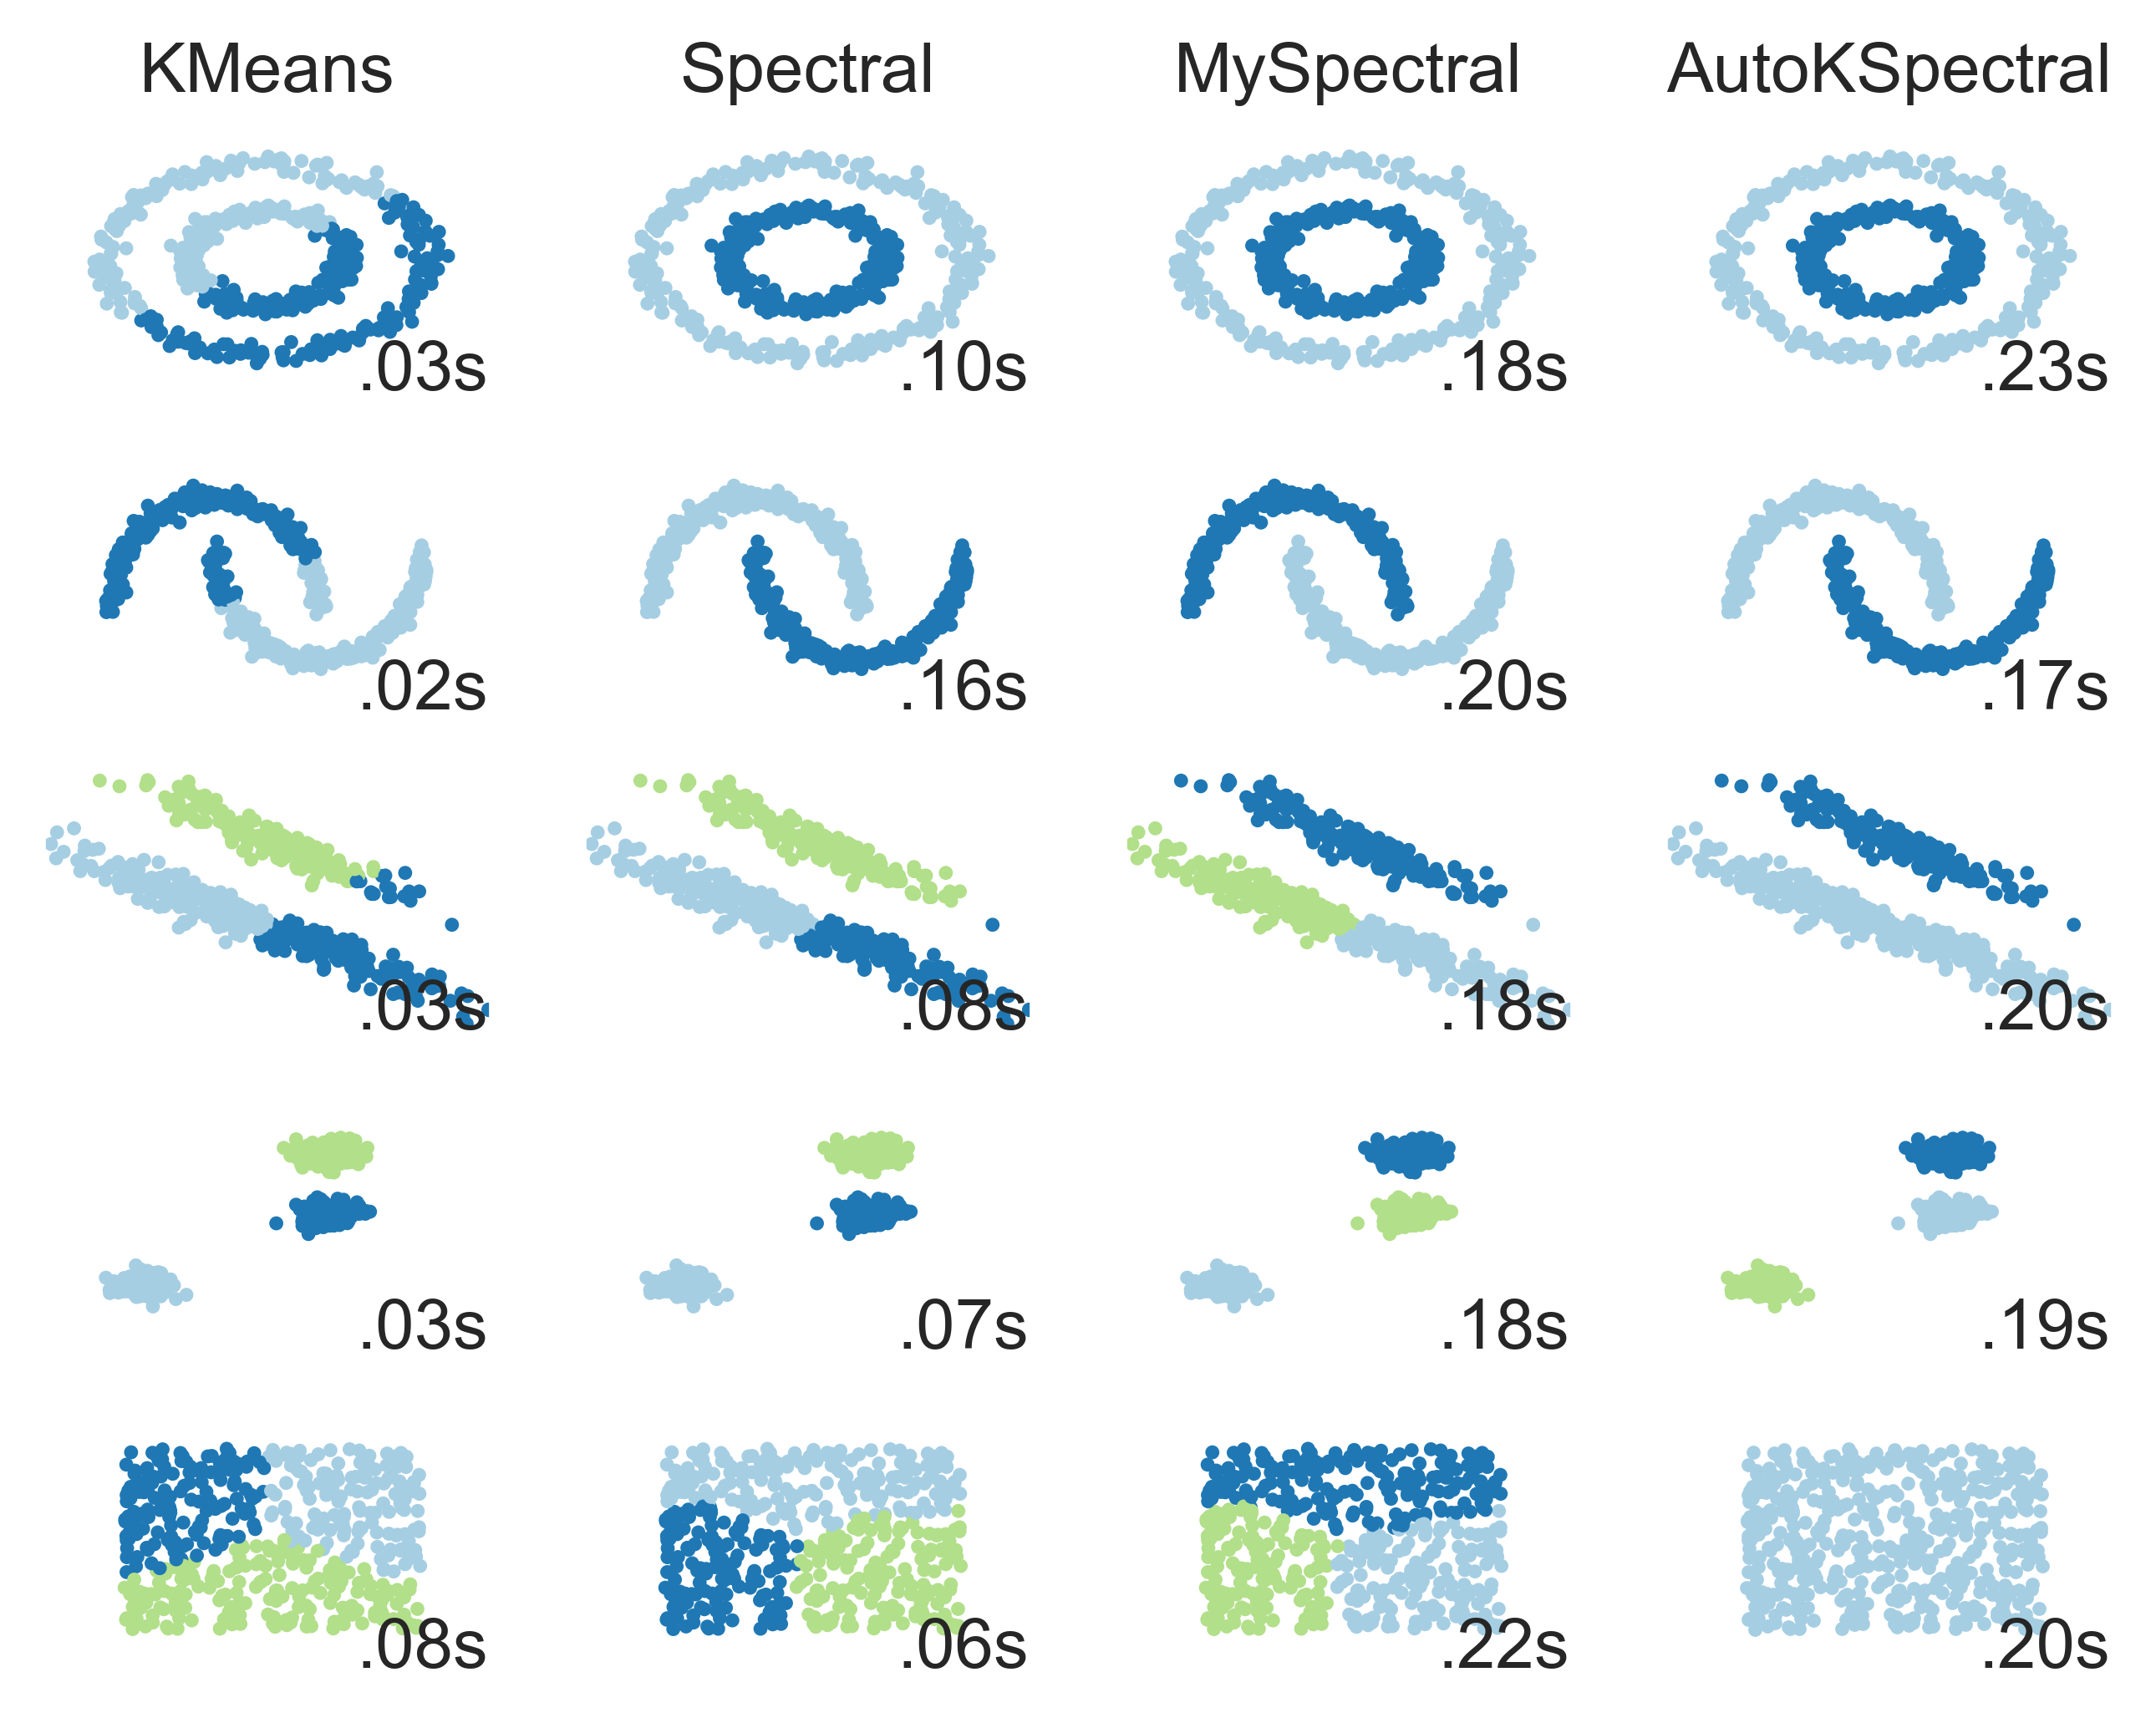 KMeans Spectral MySpectral AutoKSpectral
.03s .10s .18s .23s
.02s .16s .20s .17s
.03s .08s .18s .20s
.03s .07s .18s .19s
.08s .06s .22s .20s